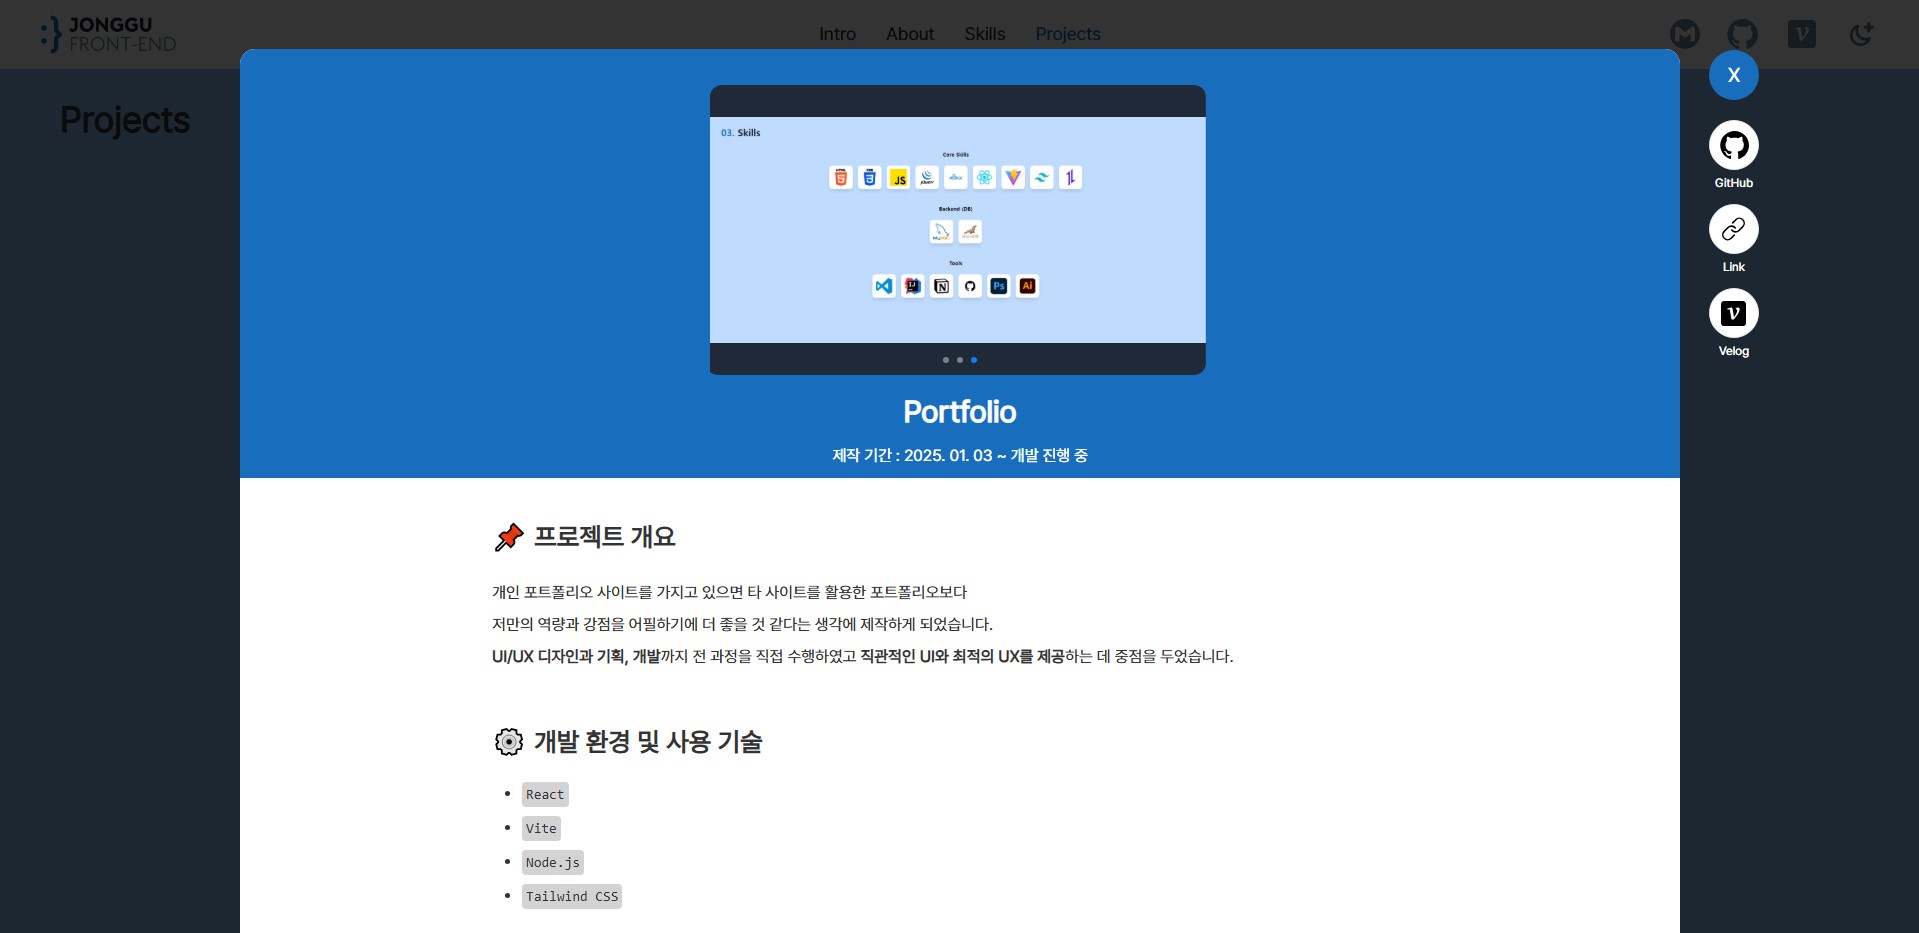 JONGGU
FRONT-END
Intro
About
Skills
Projects
Projects
X
GitHub
Link
Velog
03. Skills
Core Skills
JS
Backend (DB)
Tools
Ps
Ai
Portfolio
제작 기간 : 2025. 01. 03 ~ 개발 진행 중
프로젝트 개요
개인 포트폴리오 사이트를 가지고 있으면 타 사이트를 활용한 포트폴리오보다
저만의 역량과 강점을 어필하기에 더 좋을 것 같다는 생각에 제작하게 되었습니다.
UI/UX 디자인과 기획, 개발까지 전 과정을 직접 수행하였고 직관적인 UI와 최적의 UX를 제공하는 데 중점을 두었습니다.
개발 환경 및 사용 기술
React
Vite
Node.js
Tailwind CSS